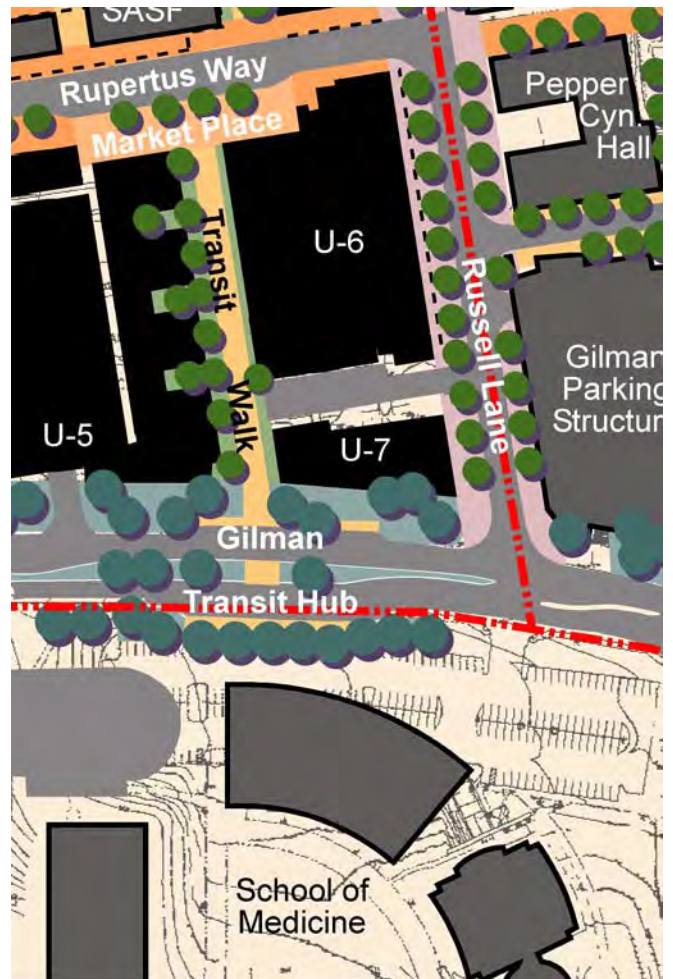 SASF
Rupertus Way
Market Place
Pepper
Cyn.
Hall
Transit
Walk
U-6
Russell Lane
Gilman
Parking
Structur
U-5
U-7
Gilman
Transit Hub
School of
Medicine